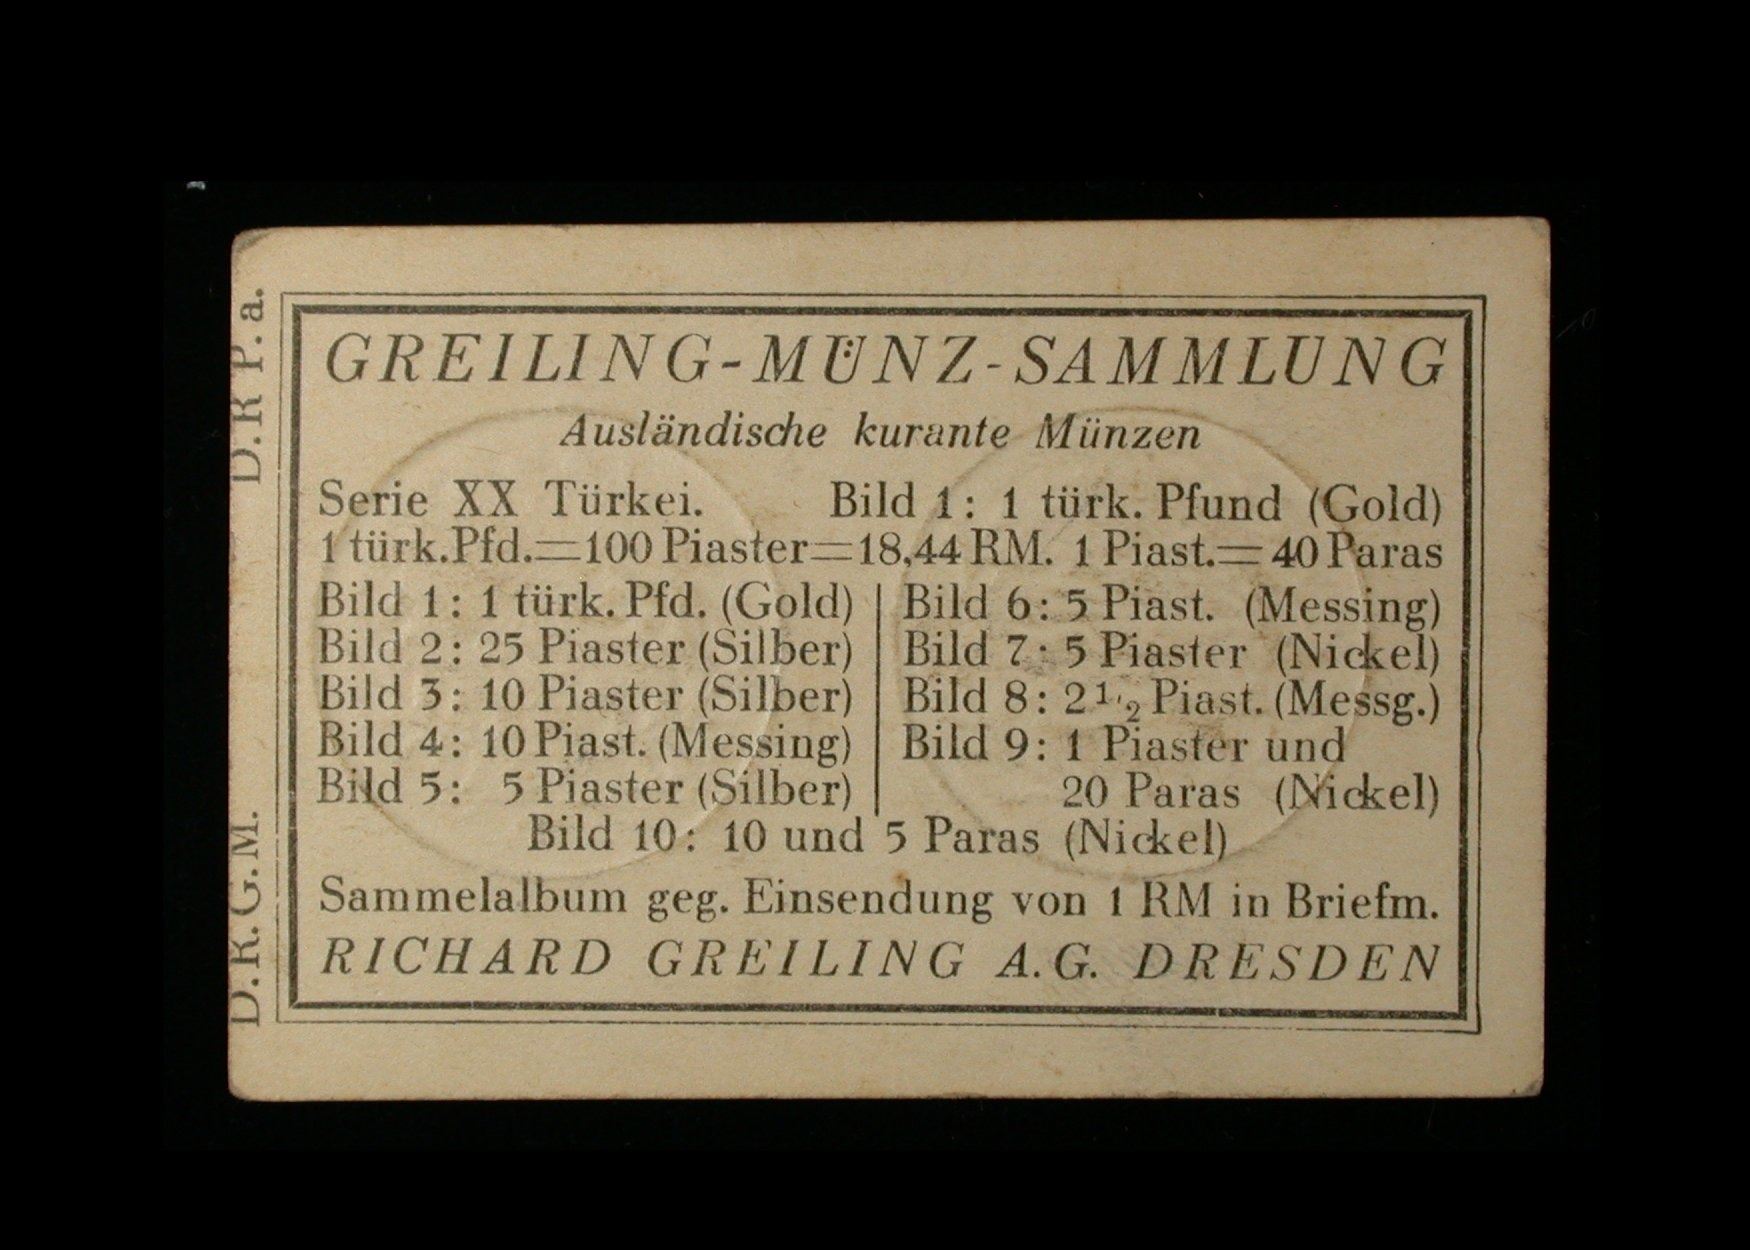 GREILING-MÜNZ-SAMMLUNG
Ausländische kurante Münzen
Serie XX Türkei. Bild 1: 1 türk. Pfund (Gold)
1 türk.Pfd.=100 Piaster=18,44 RM. 1 Piast.=40 Paras
Bild 1: 1 türk. Pfd. (Gold)
Bild 2: 25 Piaster (Silber)
Bild 3: 10 Piaster (Silber)
Bild 4: 10 Piast. (Messing)
Bild 5: 5 Piaster (Silber)
Bild 6: 5 Piast. (Messing)
Bild 7: 5 Piaster (Nickel)
Bild 8: 2 1/2 Piast. (Messg.)
Bild 9: 1 Piaster und
20 Paras (Nickel)
Bild 10: 10 und 5 Paras (Nickel)
Sammelalbum geg. Einsendung von 1 RM in Briefm.
RICHARD GREILING A.G. DRESDEN
D.R.G.M. D.R P. a.